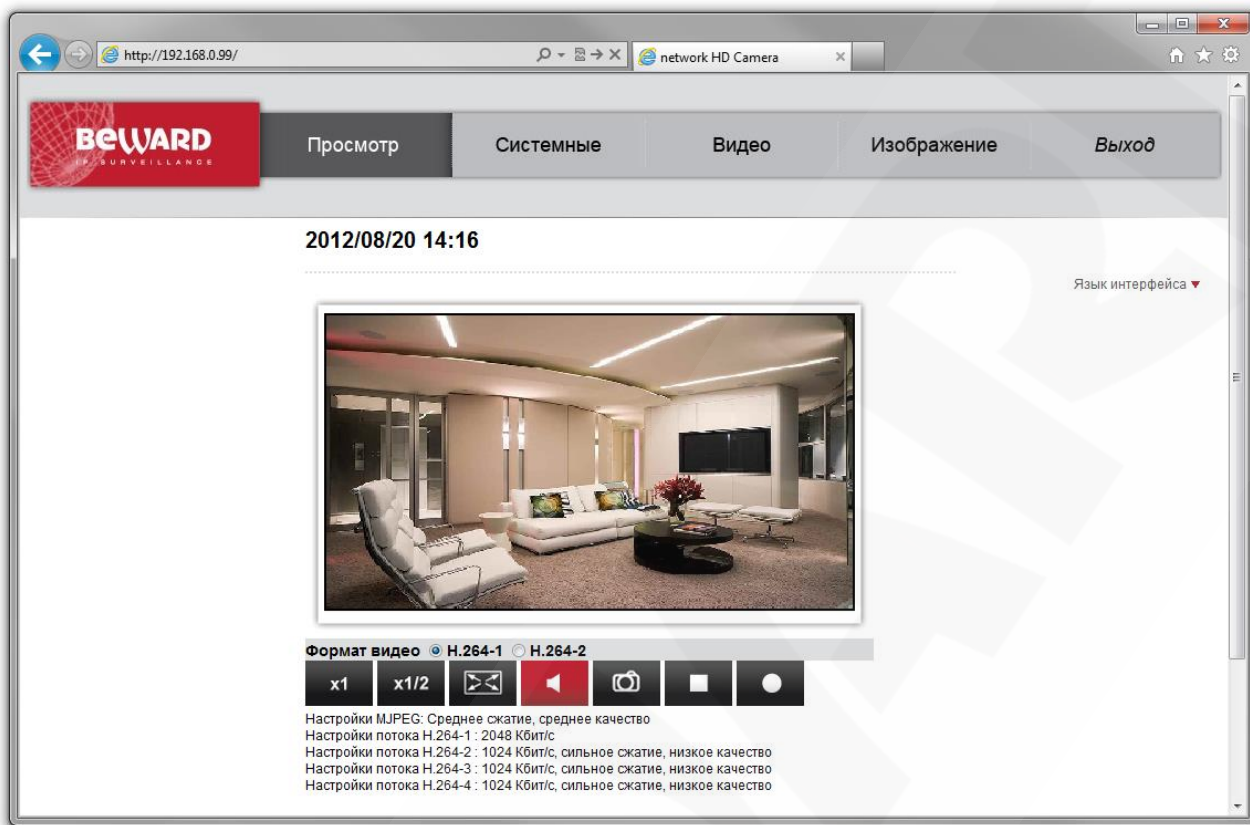 http://192.168.0.99/
network HD Camera
BEWARD
IP SURVEILLANCE
Просмотр
Системные
Видео
Изображение
Выход
2012/08/20 14:16
Язык интерфейса
Формат видео H.264-1 H.264-2
x1 x1/2
Настройки MJPEG: Среднее сжатие, среднее качество
Настройки потока H.264-1 : 2048 Кбит/с
Настройки потока H.264-2 : 1024 Кбит/с, сильное сжатие, низкое качество
Настройки потока H.264-3 : 1024 Кбит/с, сильное сжатие, низкое качество
Настройки потока H.264-4 : 1024 Кбит/с, сильное сжатие, низкое качество